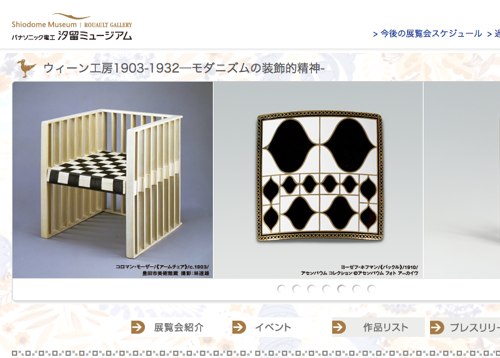 Shiodome Museum | ROUAULT GALLERY
パナソニック電工 汐留ミュージアム
> 今後の展覧会スケジュール > 過
ウィーン工房1903-1932─モダニズムの装飾的精神-
コロマン・モーザー/《アームチェア》/c.1903/
豊田市美術館蔵 撮影:林達雄
ヨーゼフ・ホフマン/《バックル》/1910/
アセンバウム コレクション ©アセンバウム フォト アーカイヴ
展覧会紹介
イベント
作品リスト
プレスリリー